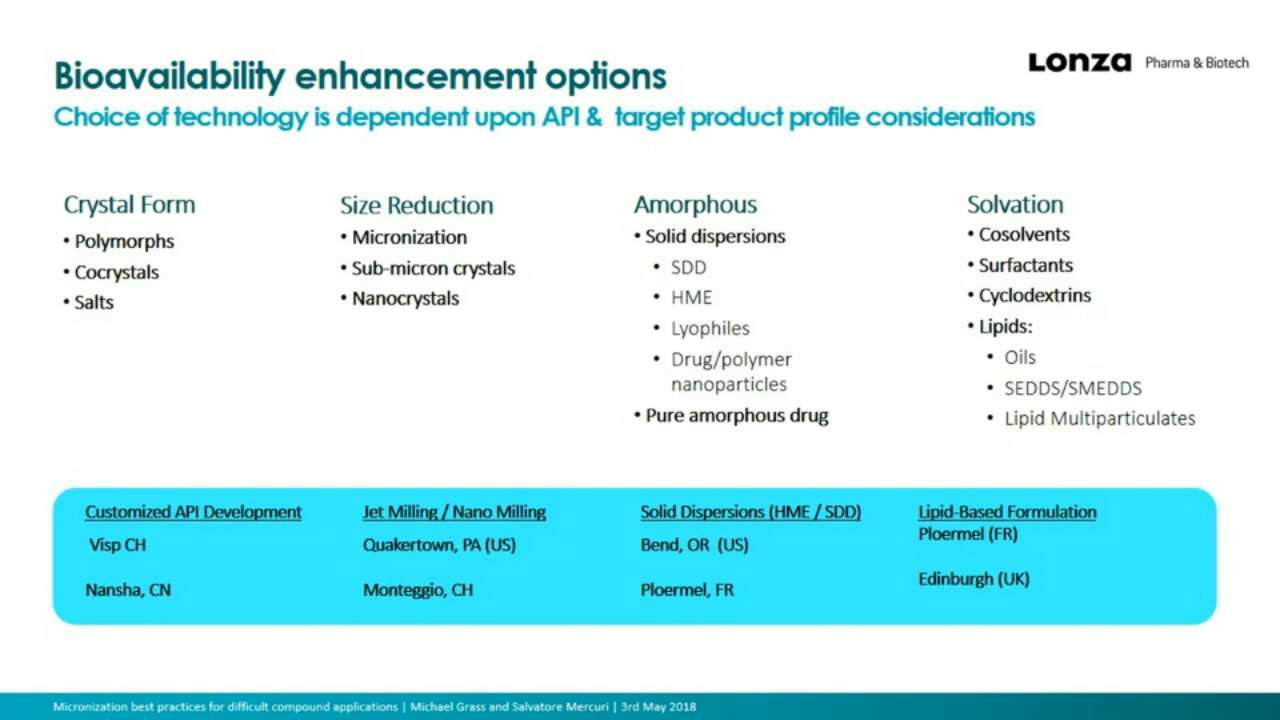 Bioavailability enhancement options
Lonza Pharma & Biotech
Choice of technology is dependent upon API &  target product profile considerations
Crystal Form
• Polymorphs
• Cocrystals
• Salts
Size Reduction
• Micronization
• Sub-micron crystals
• Nanocrystals
Amorphous
• Solid dispersions
• SDD
• HME
• Lyophiles
• Drug/polymer
nanoparticles
• Pure amorphous drug
Solvation
• Cosolvents
• Surfactants
• Cyclodextrins
• Lipids:
• Oils
• SEDDS/SMEDDS
• Lipid Multiparticulates
Customized API Development
Visp CH
Nansha, CN
Jet Milling / Nano Milling
Quakertown, PA (US)
Monteggio, CH
Solid Dispersions (HME / SDD)
Bend, OR (US)
Ploermel, FR
Lipid-Based Formulation
Ploermel (FR)
Edinburgh (UK)
Micronization best practices for difficult compound applications | Michael Grass and Salvatore Mercuri | 3rd May 2018